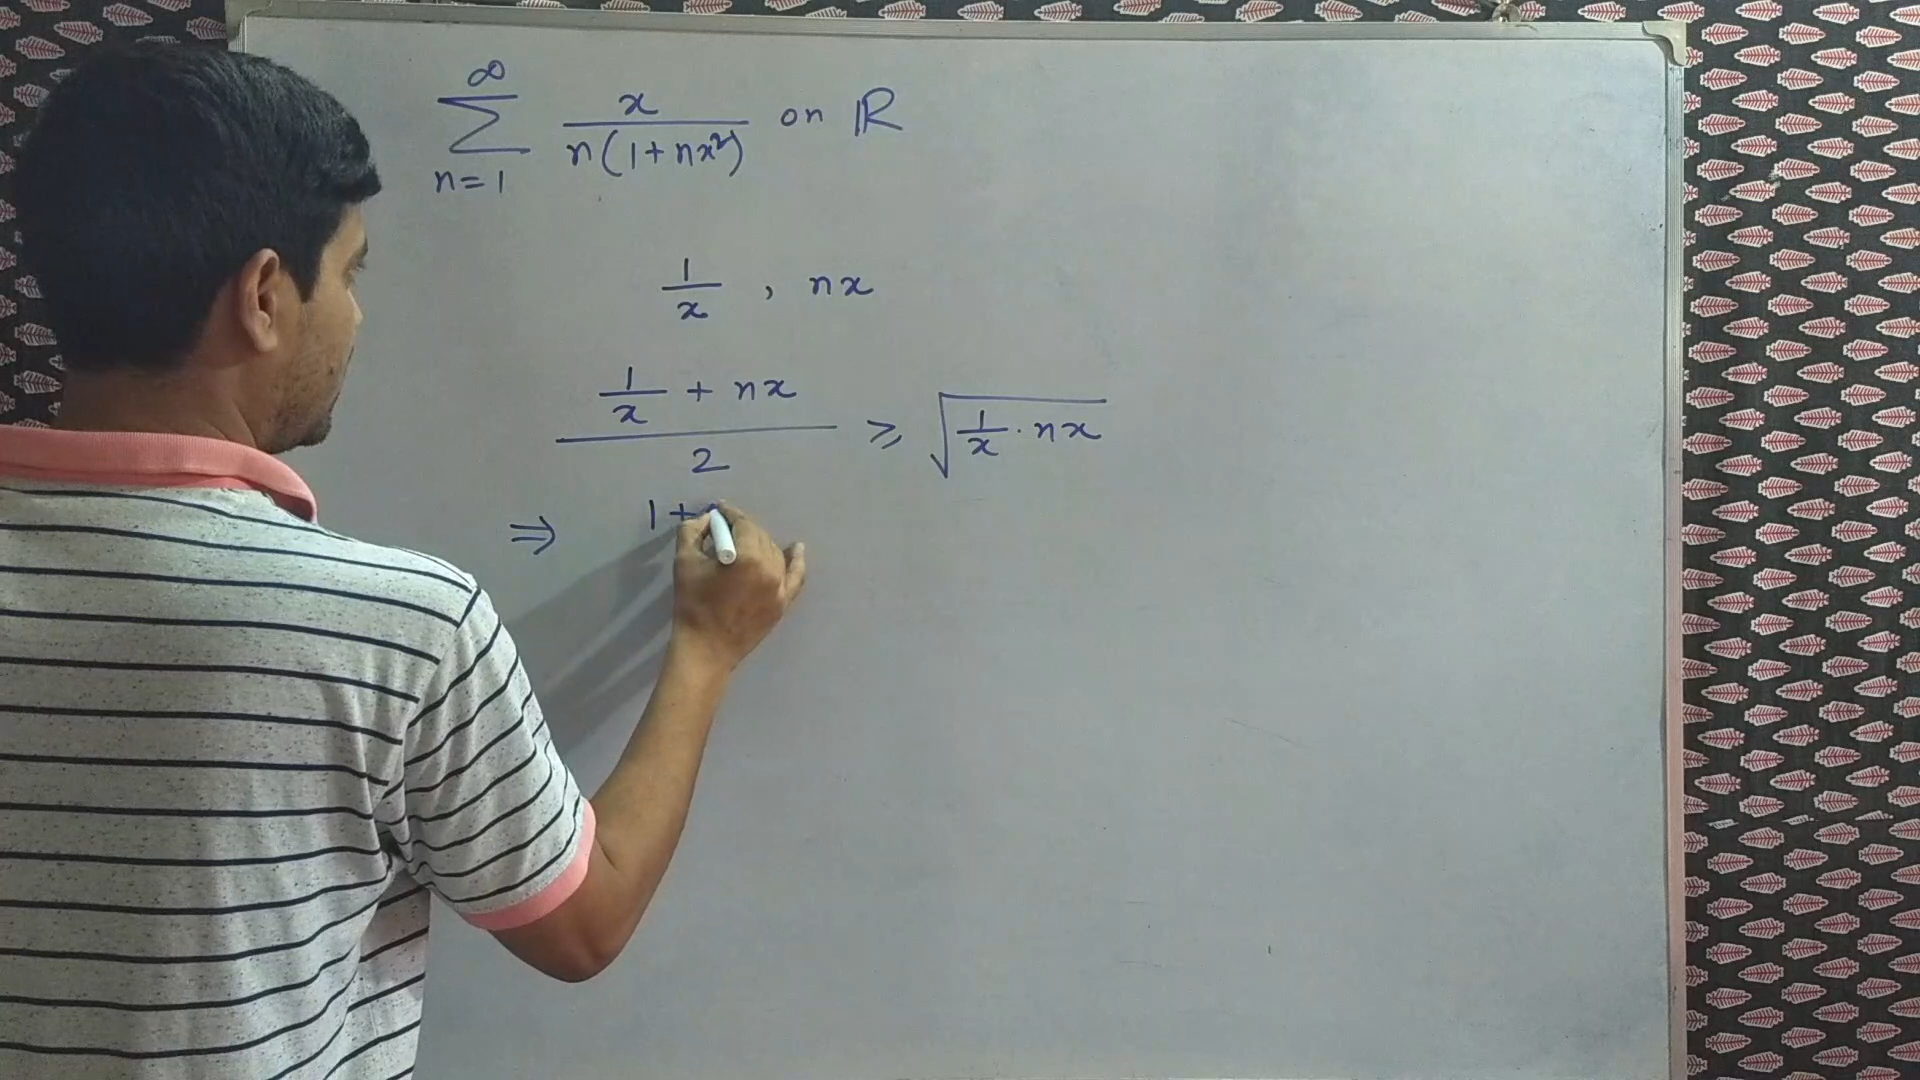 ∞
∑ x / n(1+nx²) on ℝ
n=1
1/x , nx
(1/x + nx) / 2 ≥ √(1/x · nx)
⇒ 1+